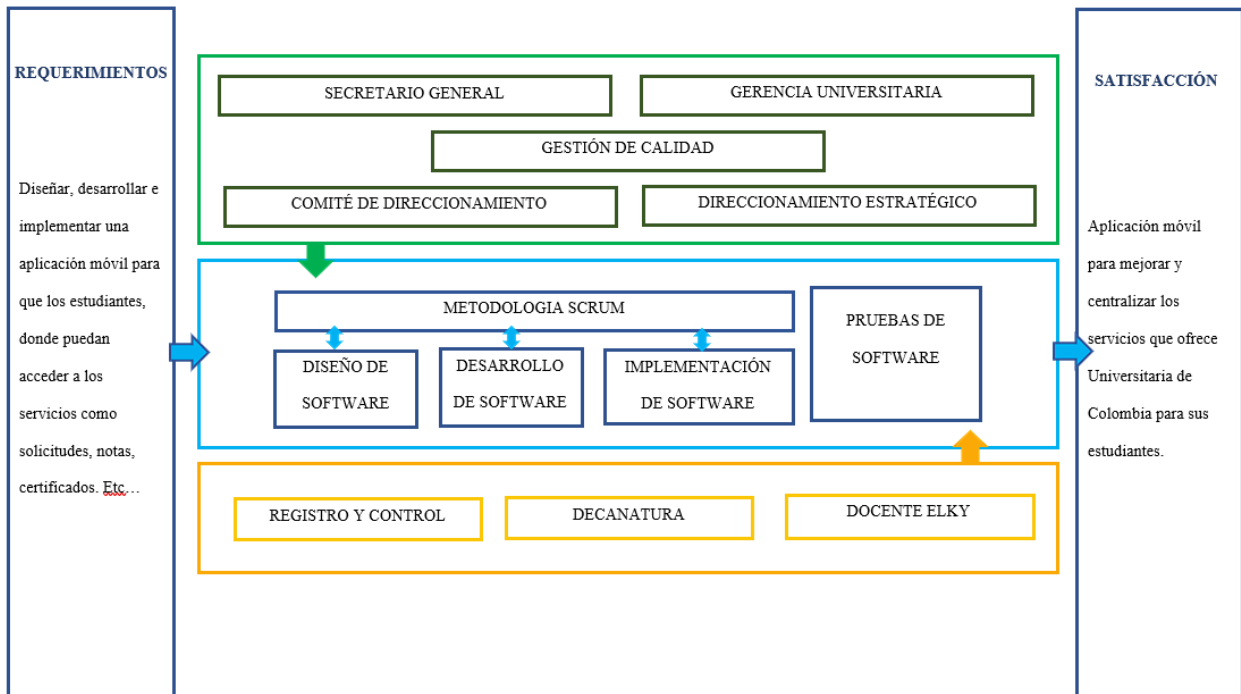 REQUERIMIENTOS
Diseñar, desarrollar e
implementar una
aplicación móvil para
que los estudiantes,
donde puedan
acceder a los
servicios como
solicitudes, notas,
certificados. Etc…
SECRETARIO GENERAL
GERENCIA UNIVERSITARIA
GESTIÓN DE CALIDAD
COMITÉ DE DIRECCIONAMIENTO
DIRECCIONAMIENTO ESTRATÉGICO
METODOLOGIA SCRUM
DISEÑO DE
SOFTWARE
DESARROLLO
DE SOFTWARE
IMPLEMENTACIÓN
DE SOFTWARE
PRUEBAS DE
SOFTWARE
REGISTRO Y CONTROL
DECANATURA
DOCENTE ELKY
SATISFACCIÓN
Aplicación móvil
para mejorar y
centralizar los
servicios que ofrece
Universitaria de
Colombia para sus
estudiantes.